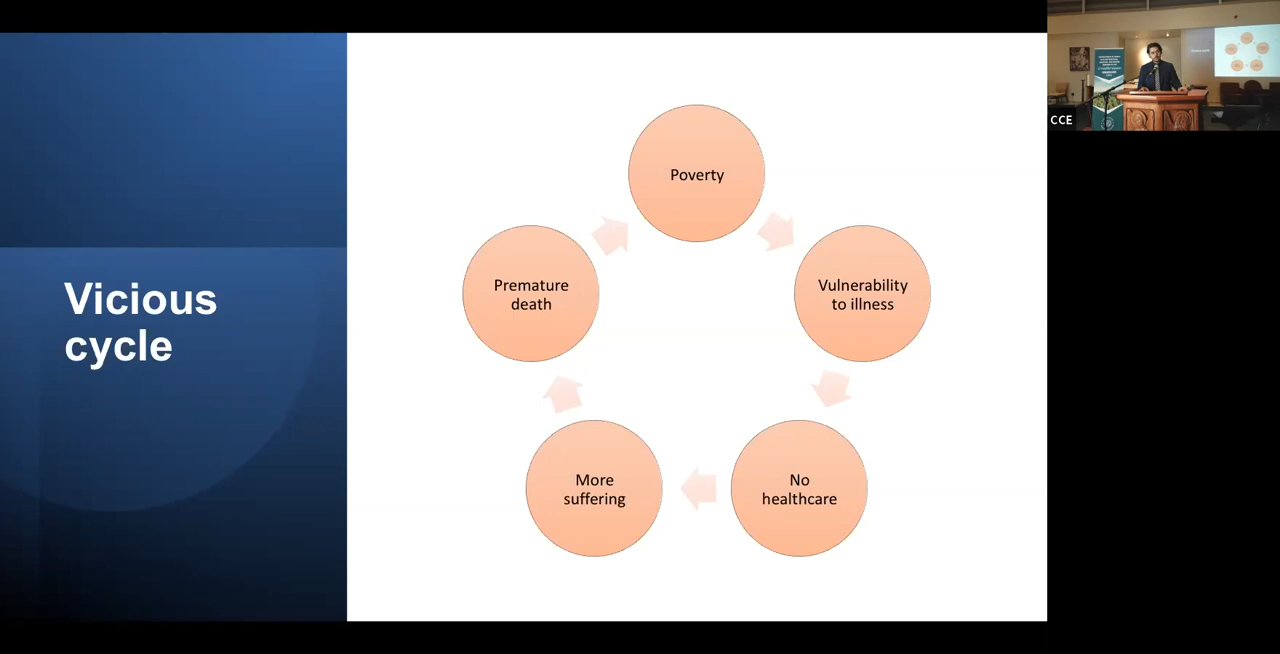 Vicious
cycle
Poverty
Vulnerability
to illness
No
healthcare
More
suffering
Premature
death
CCE